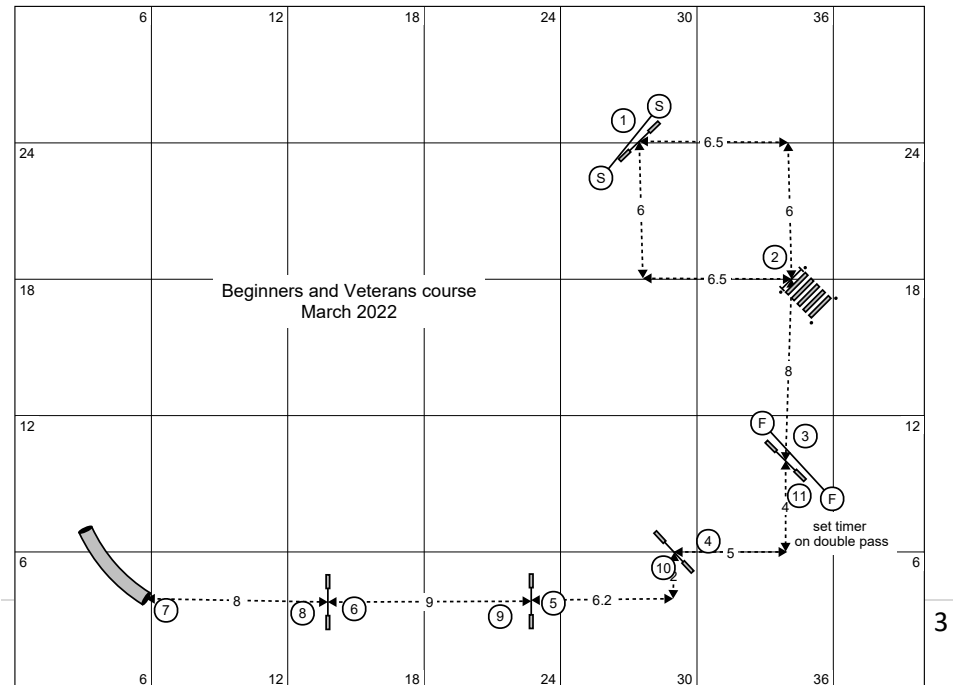 6 12 18 24 30 36
S
1
24 6.5 24
S
6 6
2
18 6.5 18
Beginners and Veterans course
March 2022
8
12 F 12
3
11 F
4
set timer
on double pass
4
6 5 6
10 2
7 8 8 6 9 9 5 6.2
3
6 12 18 24 30 36